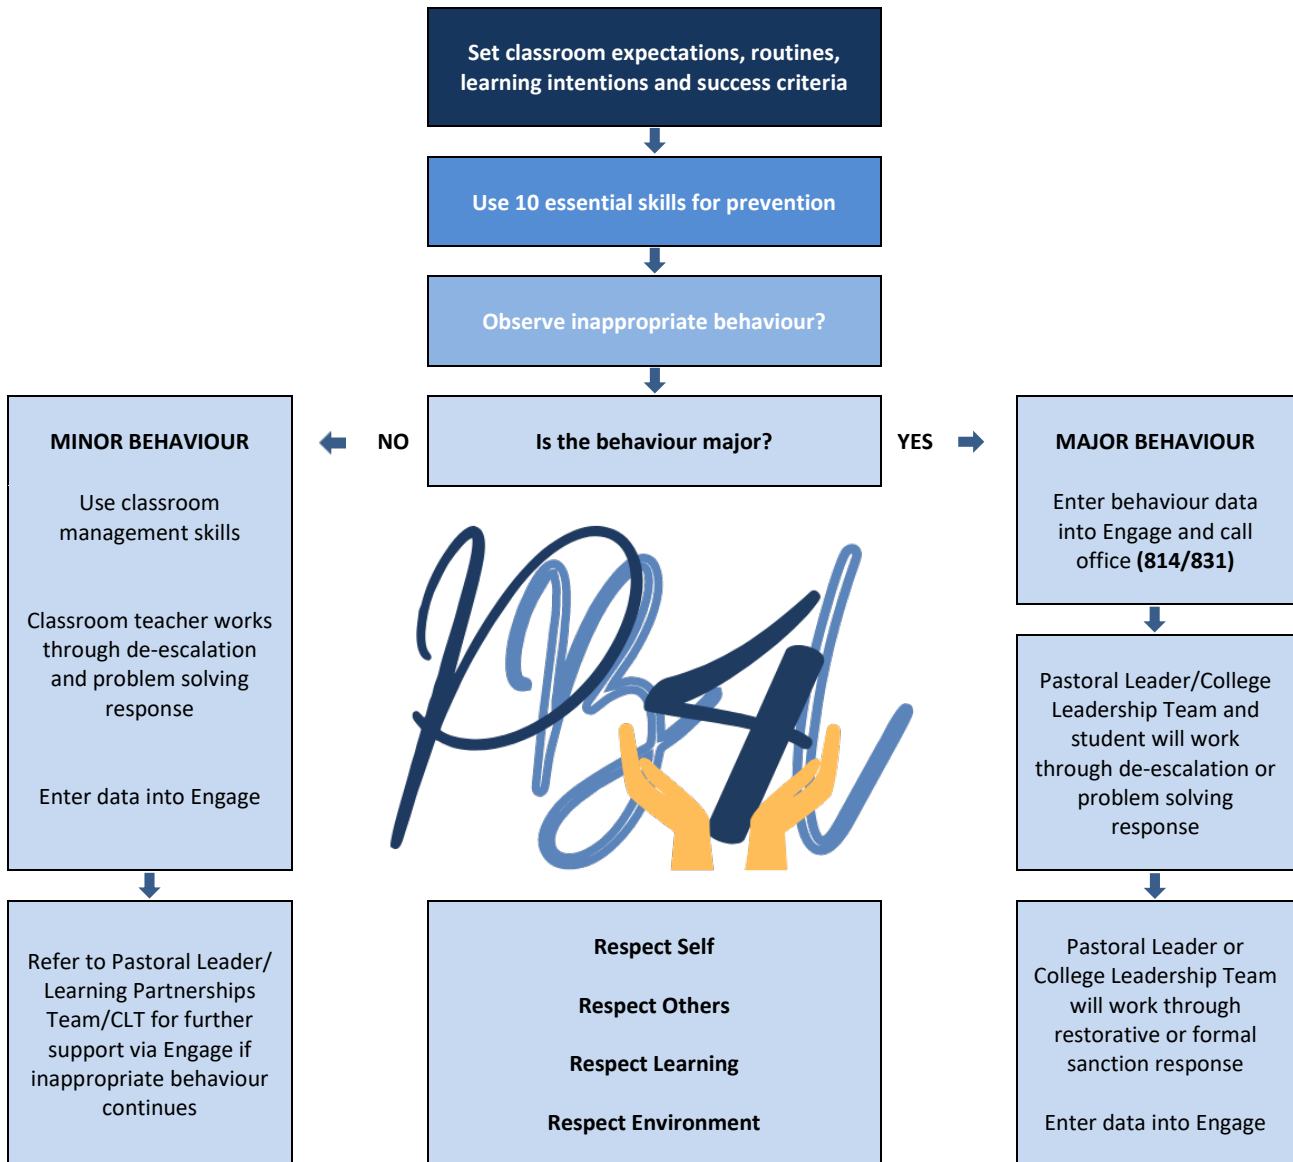 Set classroom expectations, routines,
learning intentions and success criteria
Use 10 essential skills for prevention
Observe inappropriate behaviour?
Is the behaviour major?
NO
YES
MINOR BEHAVIOUR
Use classroom
management skills
Classroom teacher works
through de-escalation
and problem solving
response
Enter data into Engage
Refer to Pastoral Leader/
Learning Partnerships
Team/CLT for further
support via Engage if
inappropriate behaviour
continues
PB4L
Respect Self
Respect Others
Respect Learning
Respect Environment
MAJOR BEHAVIOUR
Enter behaviour data
into Engage and call
office (814/831)
Pastoral Leader/College
Leadership Team and
student will work
through de-escalation or
problem solving
response
Pastoral Leader or
College Leadership Team
will work through
restorative or formal
sanction response
Enter data into Engage